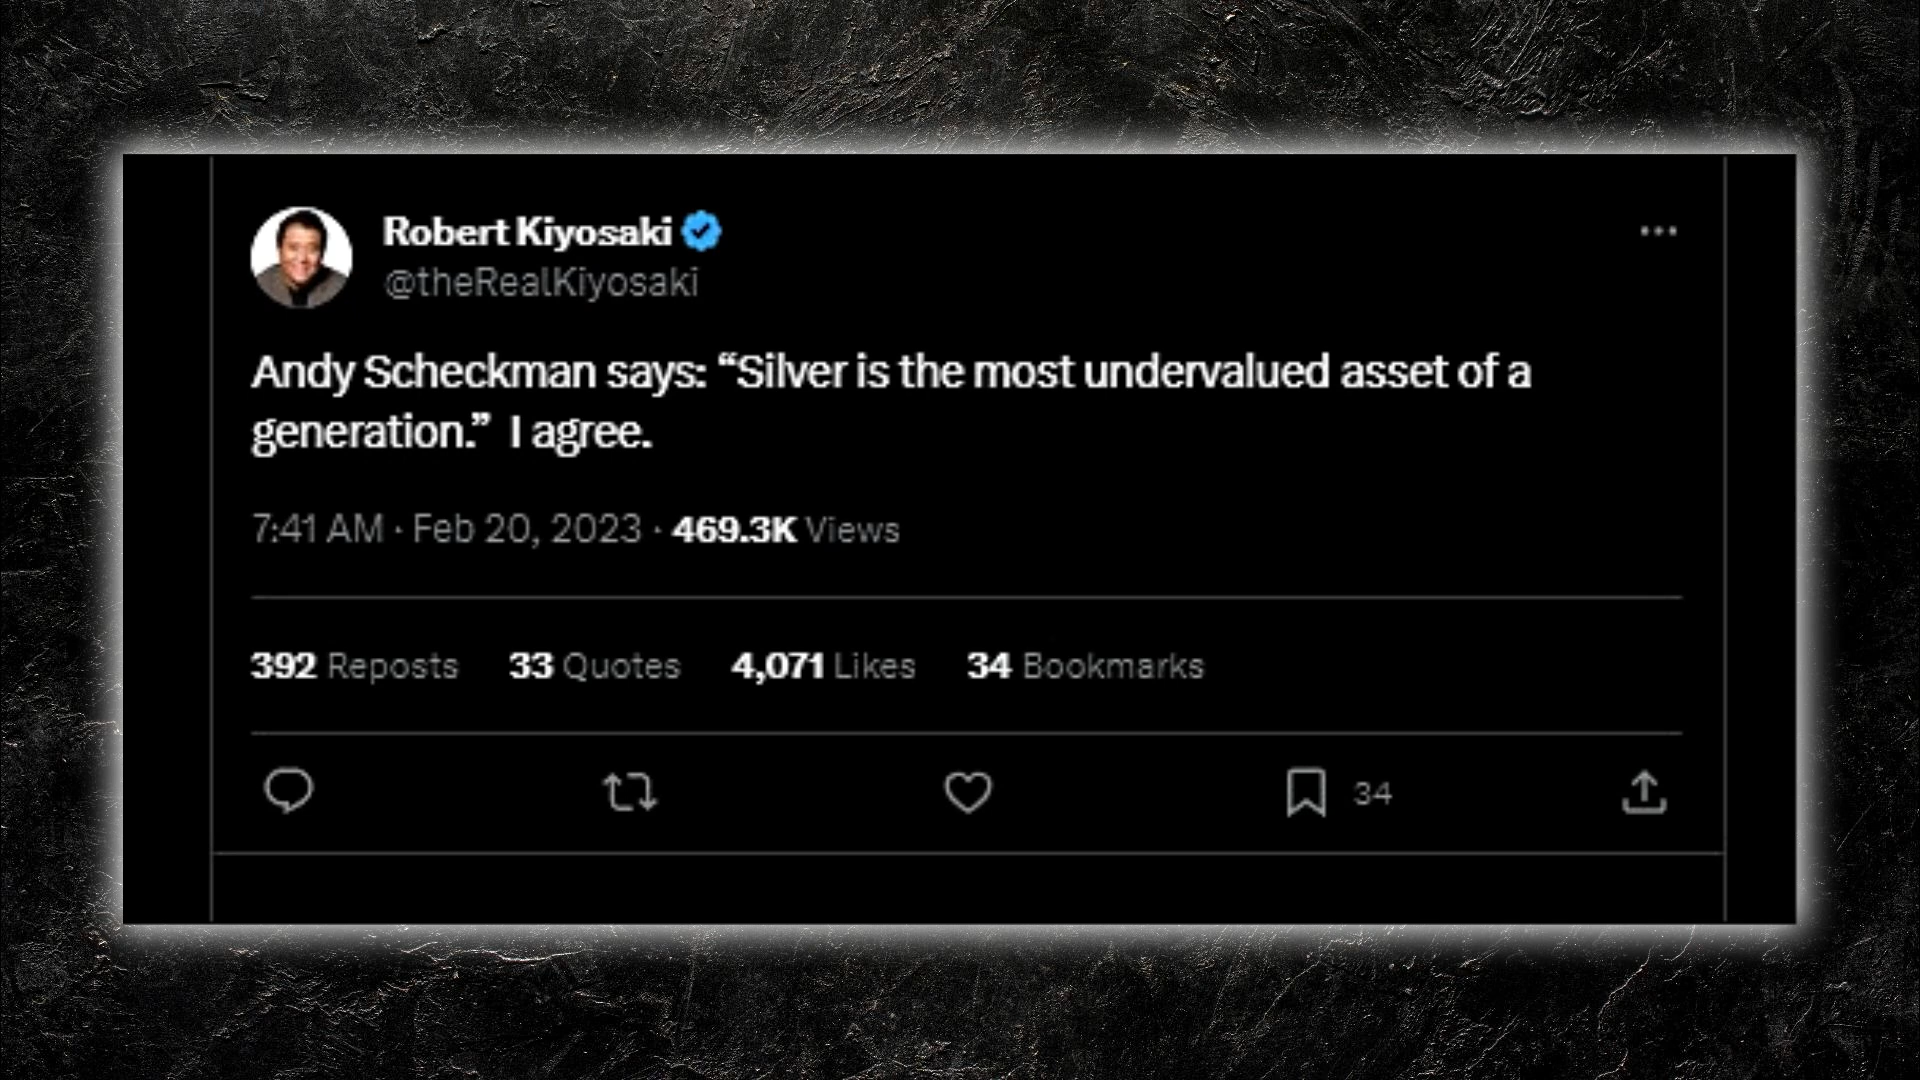 Robert Kiyosaki
@theRealKiyosaki
Andy Scheckman says: “Silver is the most undervalued asset of a
generation.”  I agree.
7:41 AM · Feb 20, 2023 · 469.3K Views
392 Reposts 33 Quotes 4,071 Likes 34 Bookmarks
34